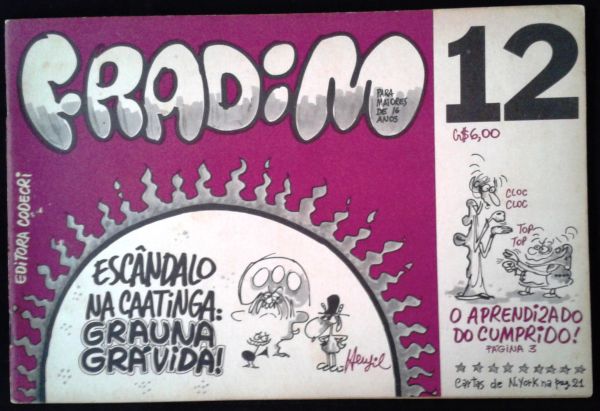 FRADiM
PARA
MAIORES
DE 16
ANOS
EDITORA CODECRI
ESCÂNDALO
NA CAATiNGA:
GRAUNA
GRÁVIDA!
Henfil
12
Cr$6,00
CLOC
CLOC
TOP
TOP
O APRENDIZADO
DO CUMPRiDO!
PÁGINA 3
Cartas de N.York na pag. 21